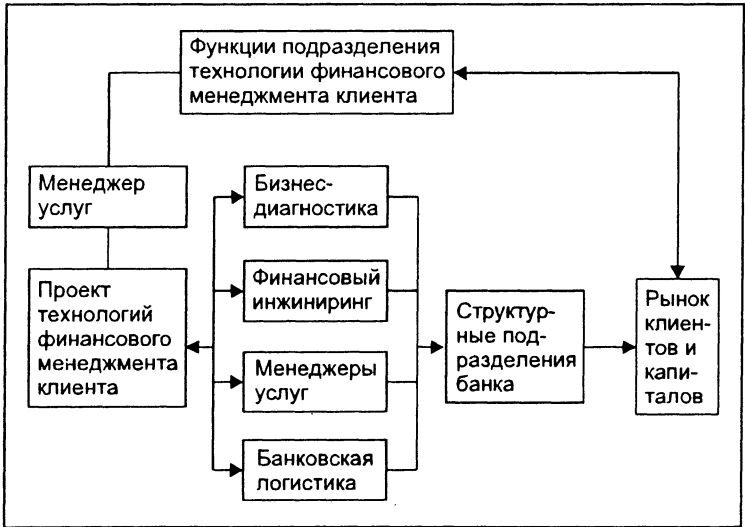 Функции подразделения
технологии финансового
менеджмента клиента
Менеджер
услуг
Проект
технологий
финансового
менеджмента
клиента
Бизнес-
диагностика
Финансовый
инжиниринг
Менеджеры
услуг
Банковская
логистика
Структур-
ные под-
разделения
банка
Рынок
клиен-
тов и
капи-
талов